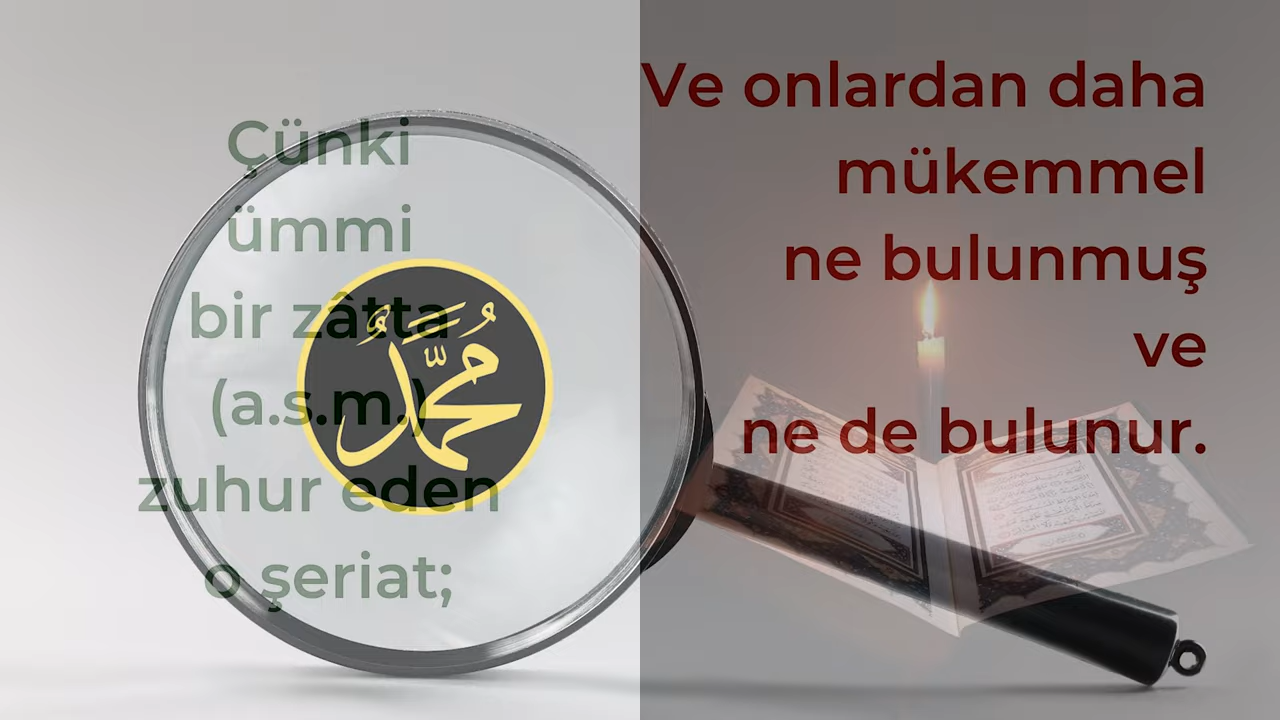 Çünki
ümmi
bir zâtta
(a.s.m.)
zuhur eden
o şeriat;
مُحَمَّدٌ
Ve onlardan daha
mükemmel
ne bulunmuş
ve
ne de bulunur.